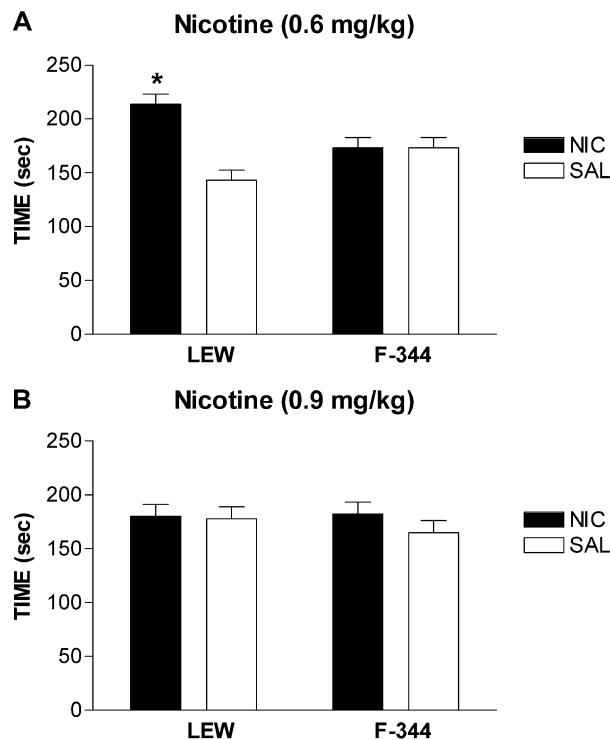 A
Nicotine (0.6 mg/kg)
250
200
150
100
50
0
TIME (sec)
*
NIC
SAL
LEW
F-344
B
Nicotine (0.9 mg/kg)
250
200
150
100
50
0
TIME (sec)
NIC
SAL
LEW
F-344